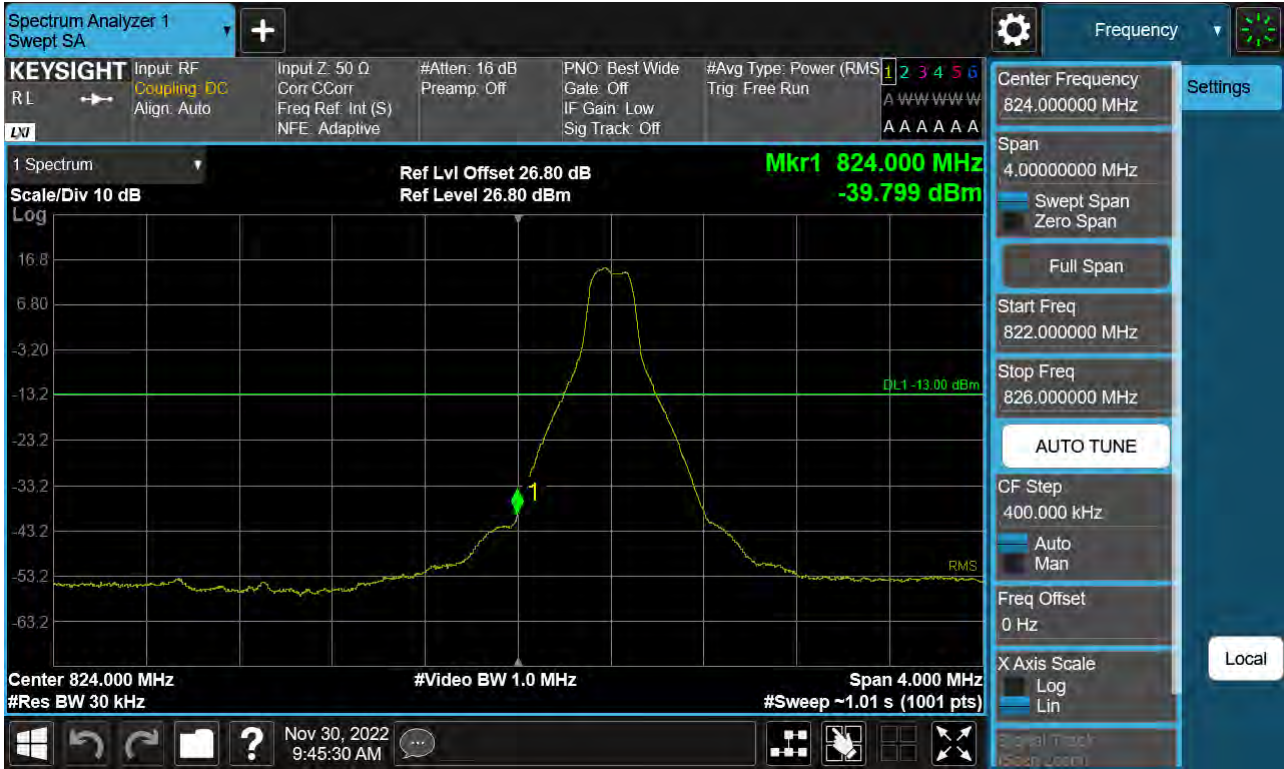 Spectrum Analyzer 1
Swept SA
+
Frequency
KEYSIGHT
RL
LXI
Input: RF
Coupling: DC
Align: Auto
Input Z: 50 Ω
Corr CCorr
Freq Ref: Int (S)
NFE: Adaptive
#Atten: 16 dB
Preamp: Off
PNO: Best Wide
Gate: Off
IF Gain: Low
Sig Track: Off
#Avg Type: Power (RMS
Trig: Free Run
1 2 3 4 5 6
A W W W W W
A A A A A A
1 Spectrum
Scale/Div 10 dB
Log
Ref Lvl Offset 26.80 dB
Ref Level 26.80 dBm
Mkr1 824.000 MHz
-39.799 dBm
16.8
6.80
-3.20
-13.2
-23.2
-33.2
-43.2
-53.2
-63.2
DL1 -13.00 dBm
1
RMS
Center 824.000 MHz
#Res BW 30 kHz
#Video BW 1.0 MHz
Span 4.000 MHz
#Sweep ~1.01 s (1001 pts)
Center Frequency
824.000000 MHz
Span
4.00000000 MHz
Swept Span
Zero Span
Full Span
Start Freq
822.000000 MHz
Stop Freq
826.000000 MHz
AUTO TUNE
CF Step
400.000 kHz
Auto
Man
Freq Offset
0 Hz
X Axis Scale
Log
Lin
Signal Track
(Span Zoom)
Settings
Local
?
Nov 30, 2022
9:45:30 AM